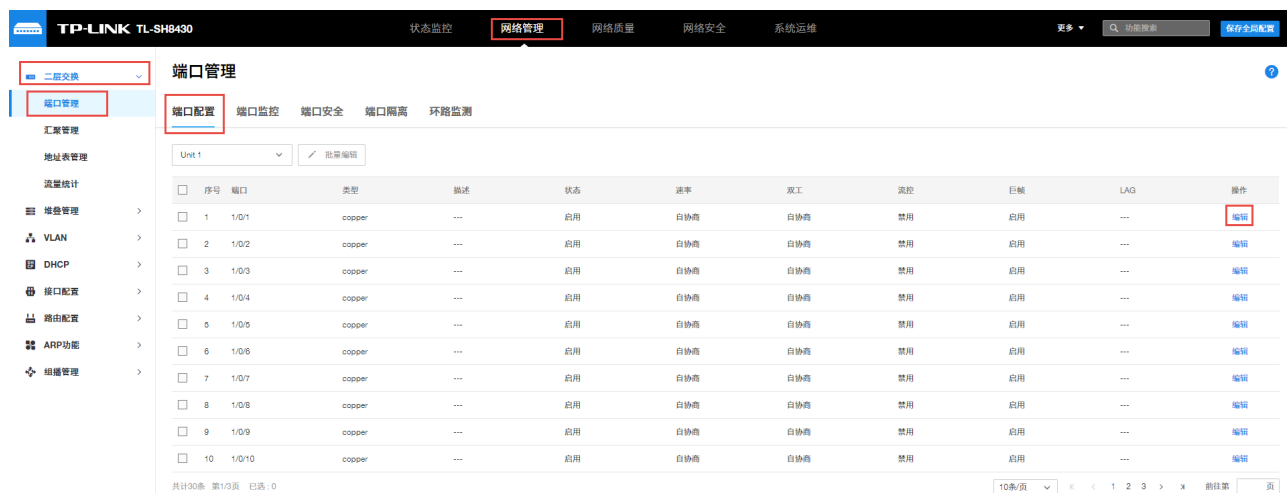 TP-LINK TL-SH8430 状态监控 网络管理 网络质量 网络安全 系统运维 更多 功能搜索 保存全局配置
二层交换
端口管理
汇聚管理
地址表管理
流量统计
堆叠管理
VLAN
DHCP
接口配置
路由配置
ARP功能
组播管理
端口管理
端口配置 端口监控 端口安全 端口隔离 环路监测
Unit 1 批量编辑
序号 端口 类型 描述 状态 速率 双工 流控 巨帧 LAG 操作
1 1/0/1 copper --- 启用 自协商 自协商 禁用 启用 --- 编辑
2 1/0/2 copper --- 启用 自协商 自协商 禁用 启用 --- 编辑
3 1/0/3 copper --- 启用 自协商 自协商 禁用 启用 --- 编辑
4 1/0/4 copper --- 启用 自协商 自协商 禁用 启用 --- 编辑
5 1/0/5 copper --- 启用 自协商 自协商 禁用 启用 --- 编辑
6 1/0/6 copper --- 启用 自协商 自协商 禁用 启用 --- 编辑
7 1/0/7 copper --- 启用 自协商 自协商 禁用 启用 --- 编辑
8 1/0/8 copper --- 启用 自协商 自协商 禁用 启用 --- 编辑
9 1/0/9 copper --- 启用 自协商 自协商 禁用 启用 --- 编辑
10 1/0/10 copper --- 启用 自协商 自协商 禁用 启用 --- 编辑
共计30条 第1/3页 已选：0 10条/页 1 2 3 前往第 页